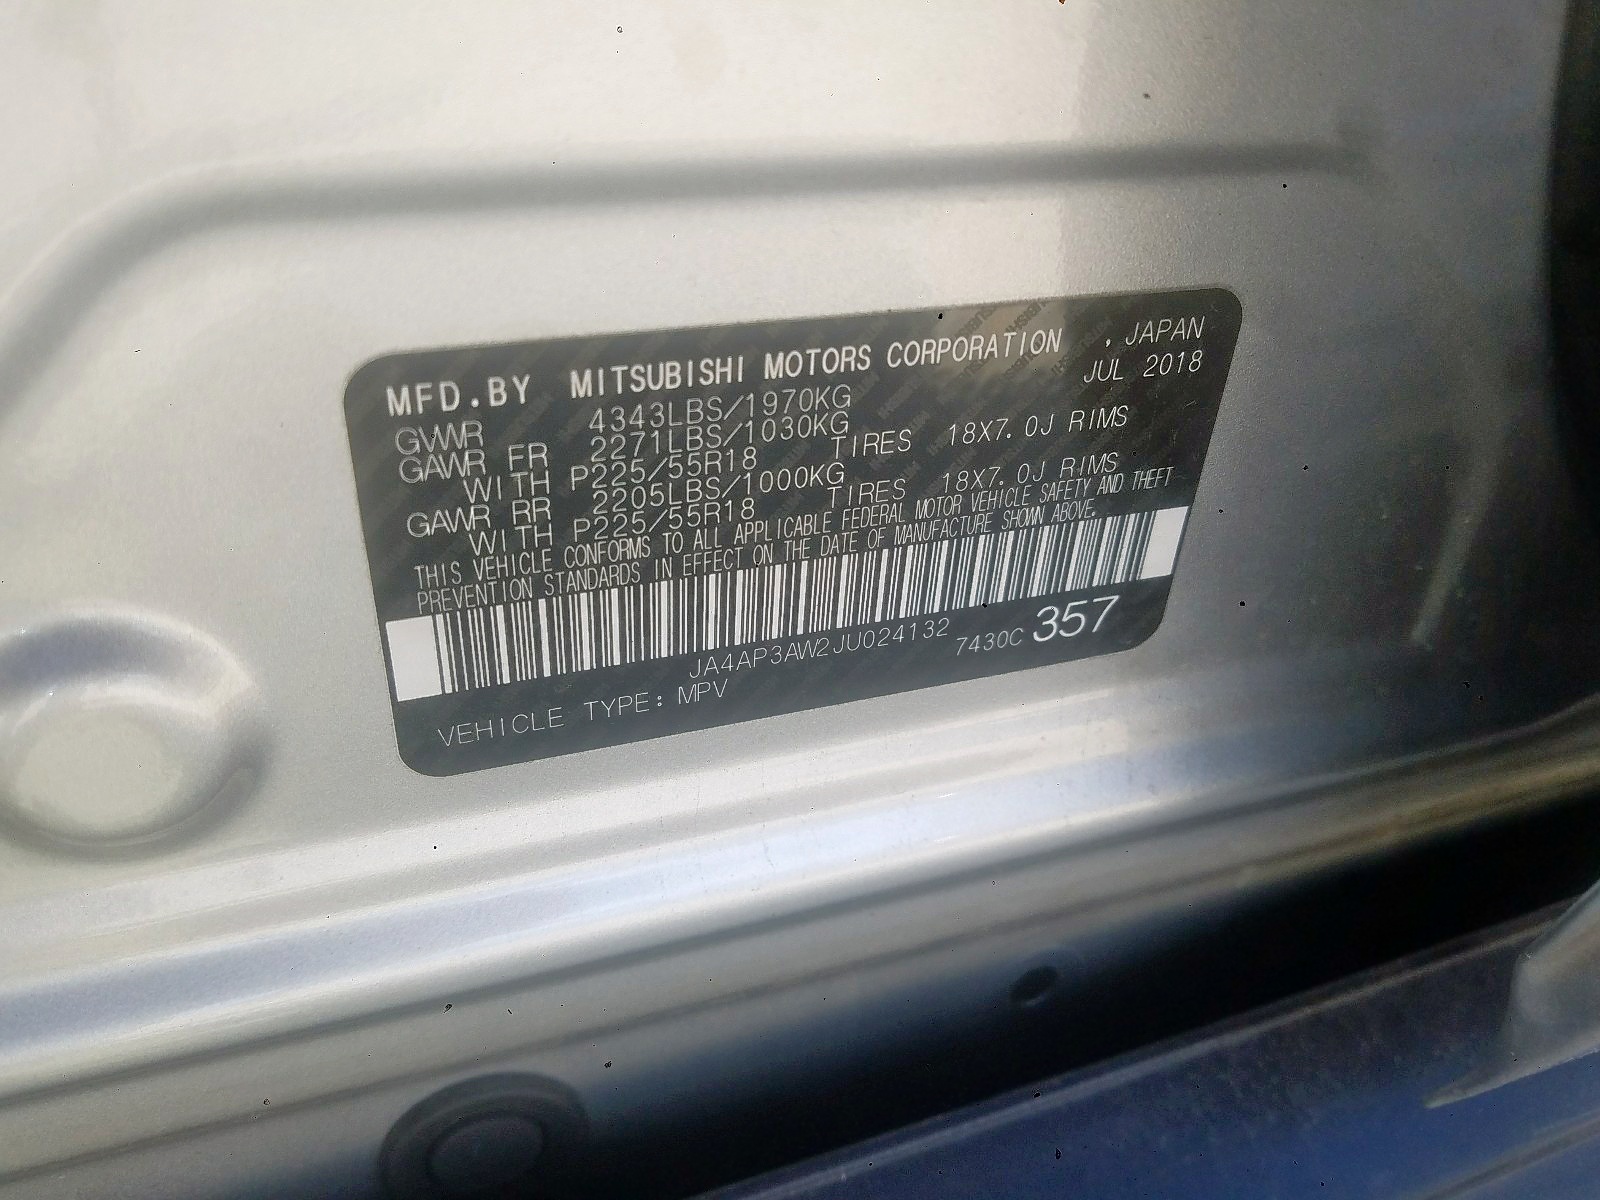 MFD.BY MITSUBISHI MOTORS CORPORATION , JAPAN
JUL 2018
GVWR 4343LBS/1970KG
GAWR FR 2271LBS/1030KG
WITH P225/55R18 TIRES 18X7.0J RIMS
GAWR RR 2205LBS/1000KG
WITH P225/55R18 TIRES 18X7.0J RIMS
THIS VEHICLE CONFORMS TO ALL APPLICABLE FEDERAL MOTOR VEHICLE SAFETY AND THEFT
PREVENTION STANDARDS IN EFFECT ON THE DATE OF MANUFACTURE SHOWN ABOVE.
JA4AP3AW2JU024132 7430C 357
VEHICLE TYPE: MPV